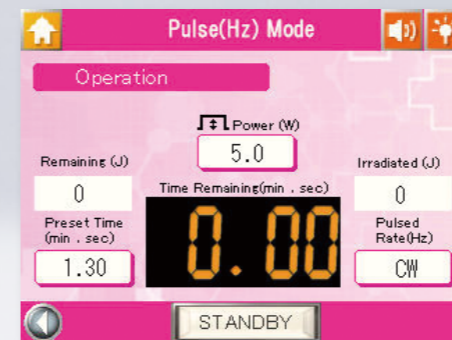 Pulse(Hz) Mode
Operation
Power (W)
5.0
Remaining (J)
0
Time Remaining(min . sec)
0.00
Irradiated (J)
0
Preset Time
(min . sec)
1.30
Pulsed
Rate(Hz)
CW
STANDBY